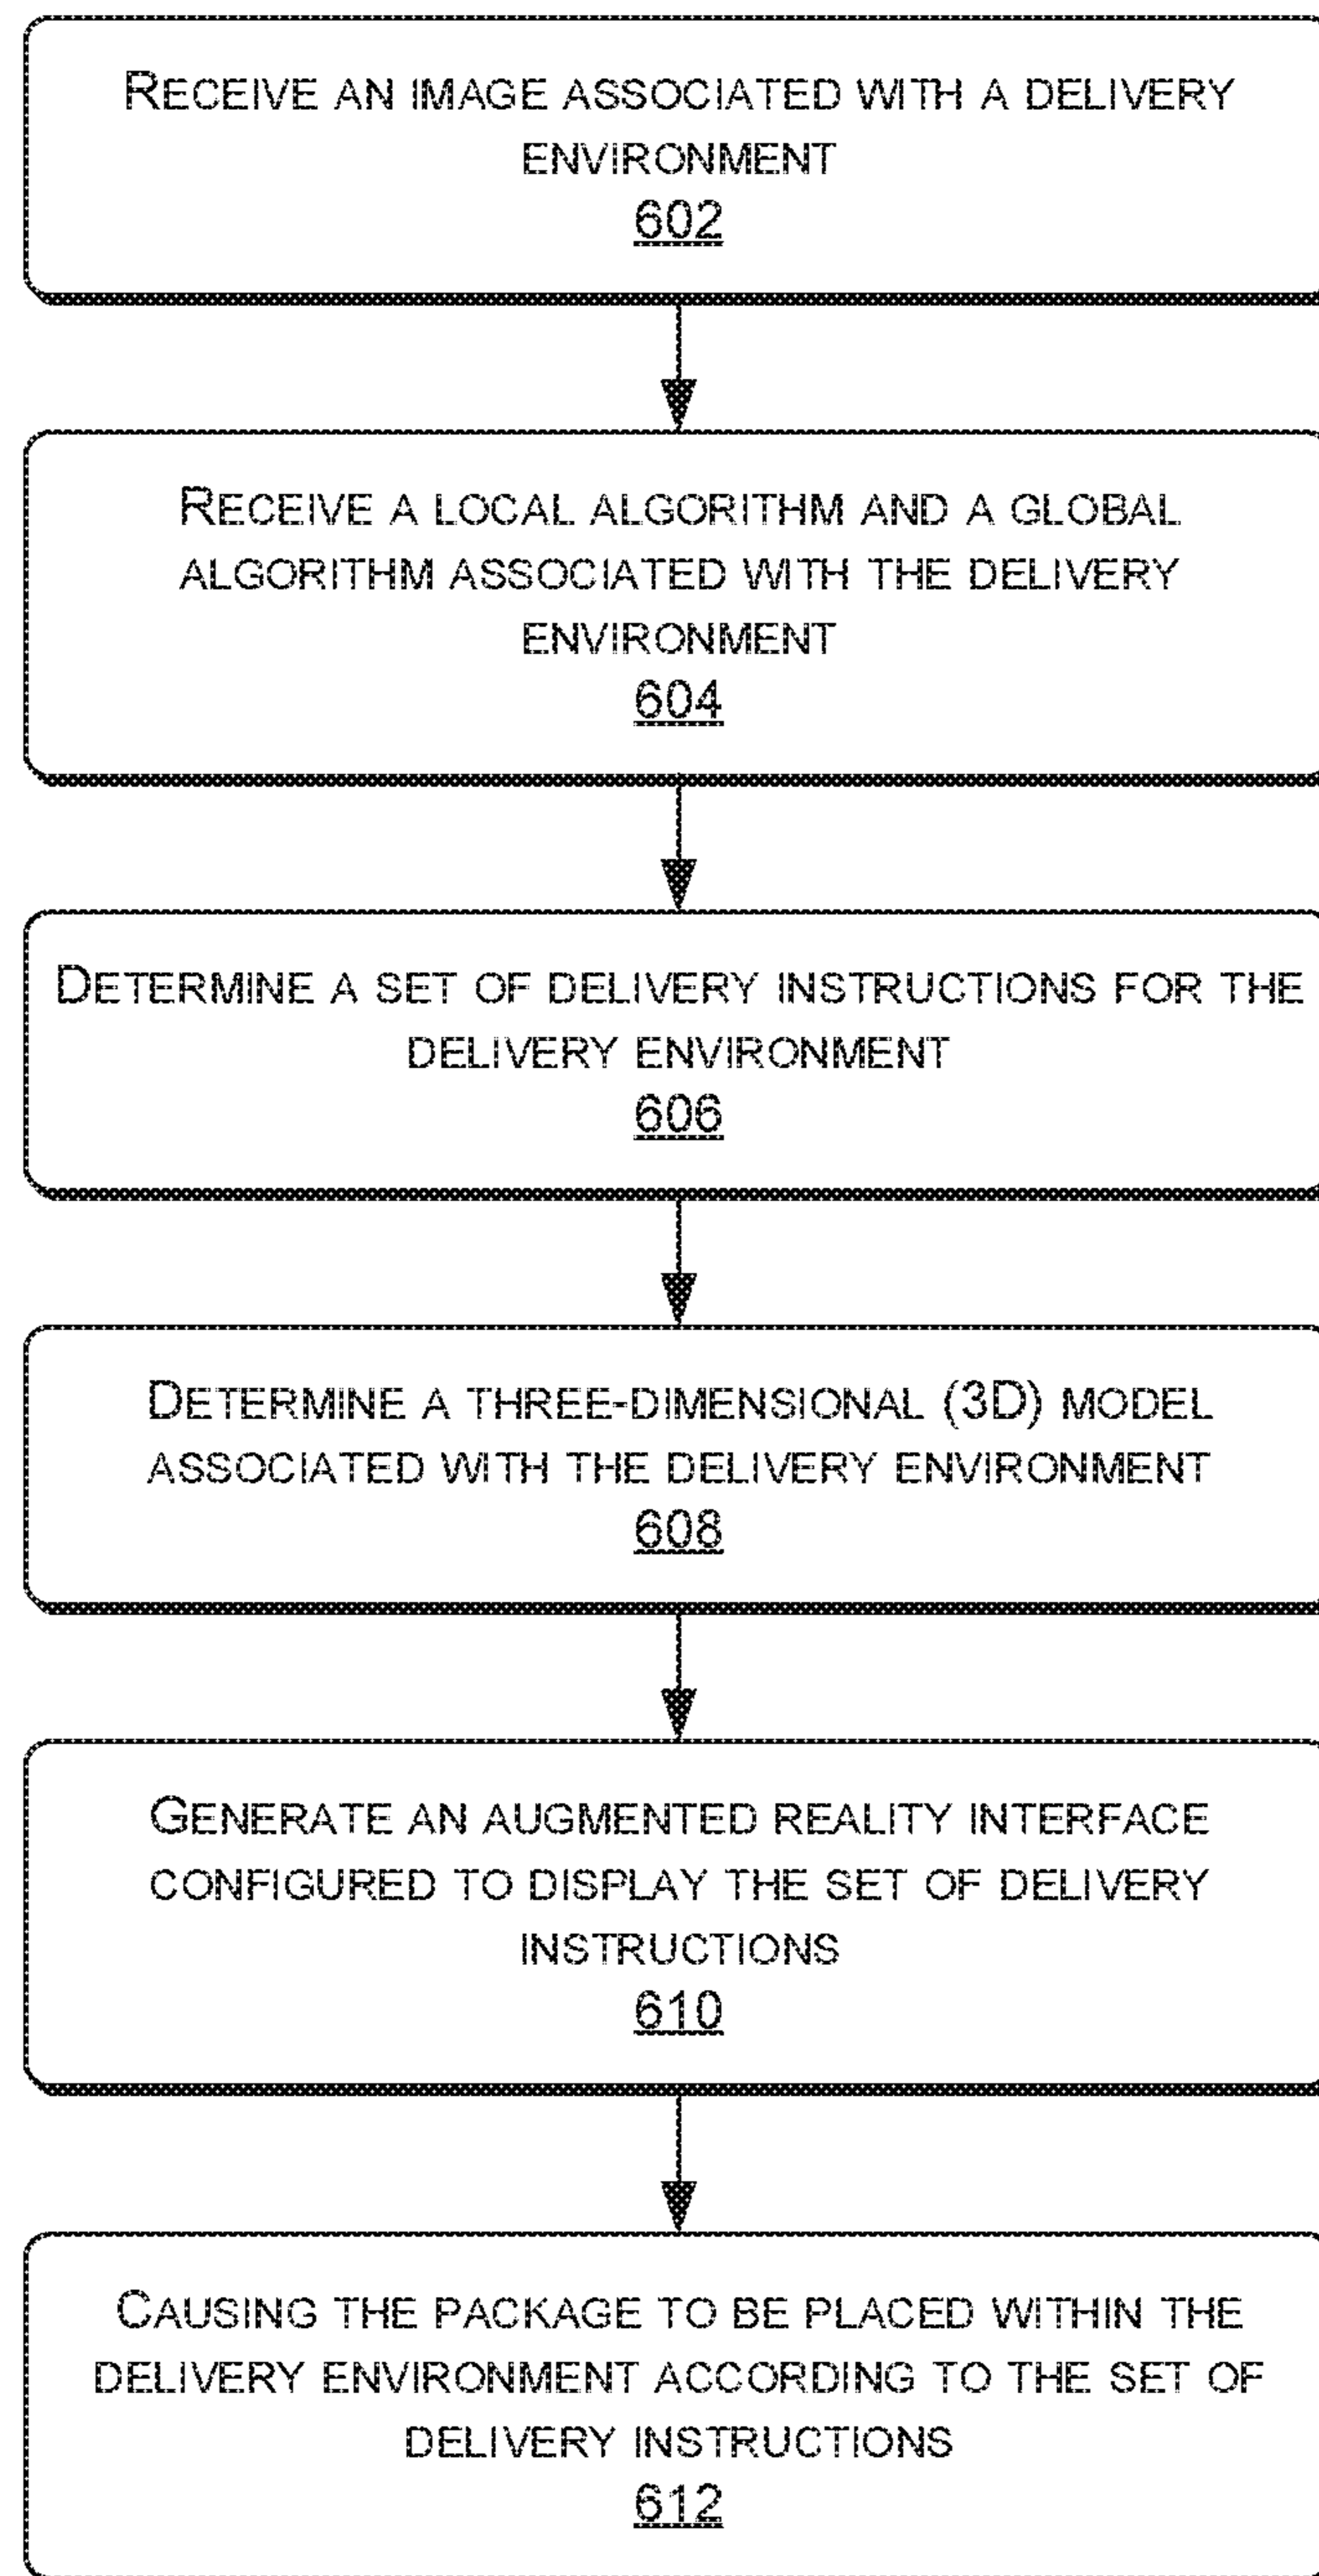 RECEIVE AN IMAGE ASSOCIATED WITH A DELIVERY
ENVIRONMENT
602
RECEIVE A LOCAL ALGORITHM AND A GLOBAL
ALGORITHM ASSOCIATED WITH THE DELIVERY
ENVIRONMENT
604
DETERMINE A SET OF DELIVERY INSTRUCTIONS FOR THE
DELIVERY ENVIRONMENT
606
DETERMINE A THREE-DIMENSIONAL (3D) MODEL
ASSOCIATED WITH THE DELIVERY ENVIRONMENT
608
GENERATE AN AUGMENTED REALITY INTERFACE
CONFIGURED TO DISPLAY THE SET OF DELIVERY
INSTRUCTIONS
610
CAUSING THE PACKAGE TO BE PLACED WITHIN THE
DELIVERY ENVIRONMENT ACCORDING TO THE SET OF
DELIVERY INSTRUCTIONS
612